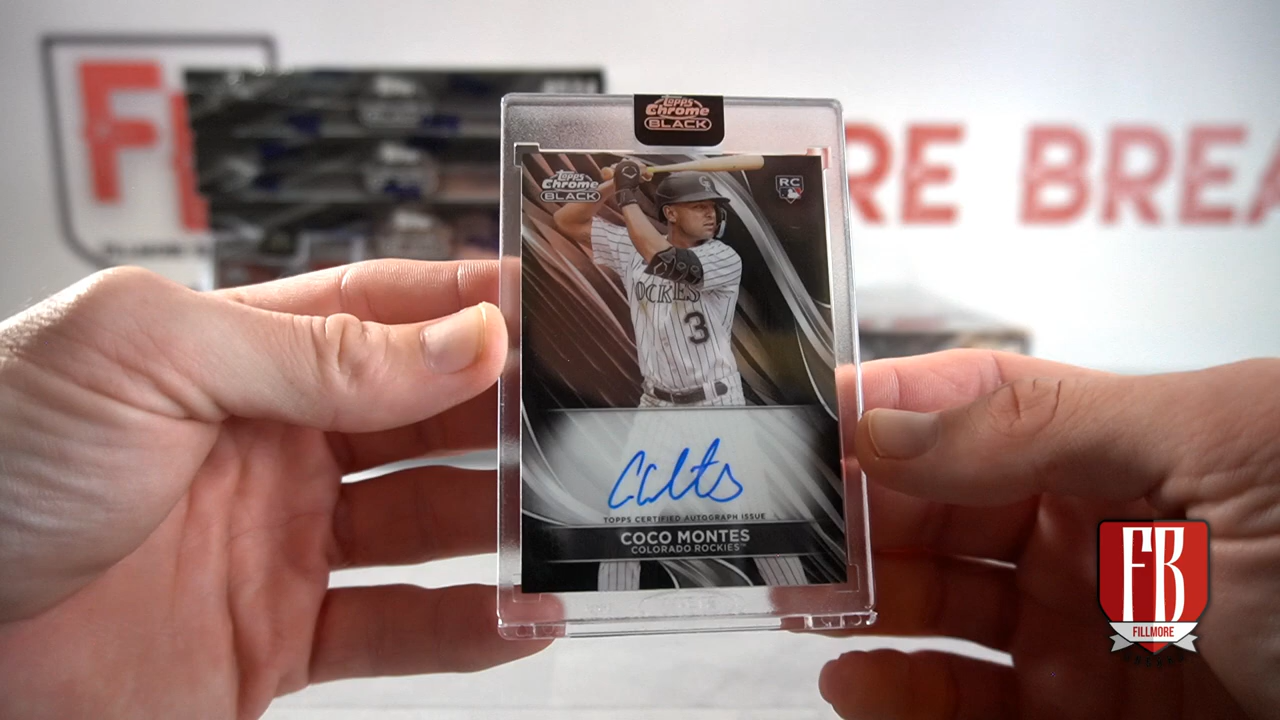 RE BREA
Topps
Chrome
BLACK
Topps
Chrome
BLACK
RC
OCKIES
3
TOPPS CERTIFIED AUTOGRAPH ISSUE
COCO MONTES
COLORADO ROCKIES™
FB
FILLMORE